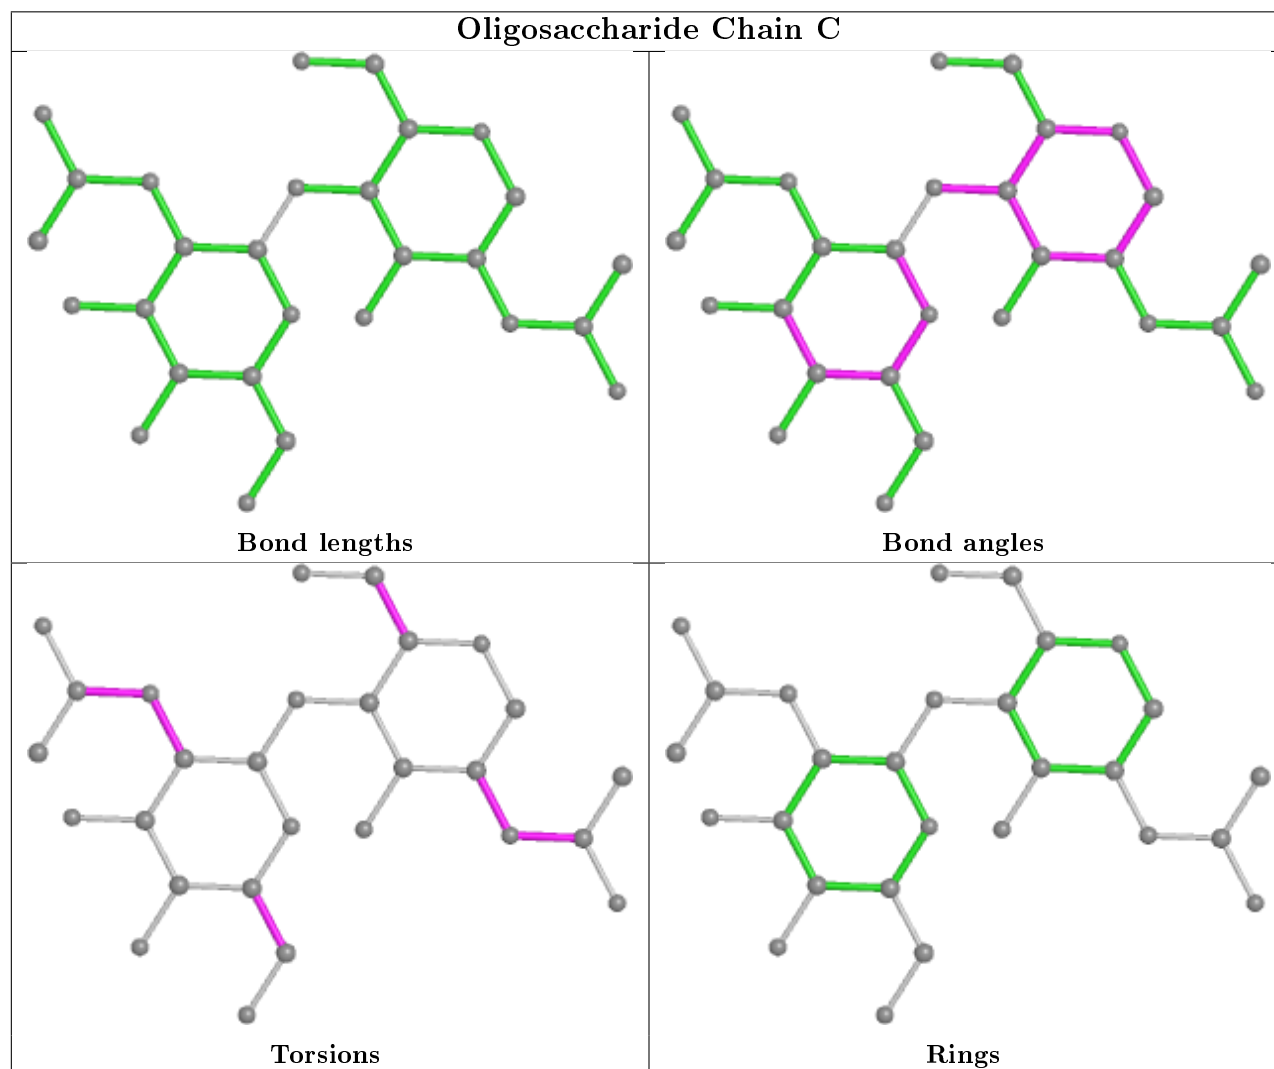 Oligosaccharide Chain C
Bond lengths
Bond angles
Torsions
Rings